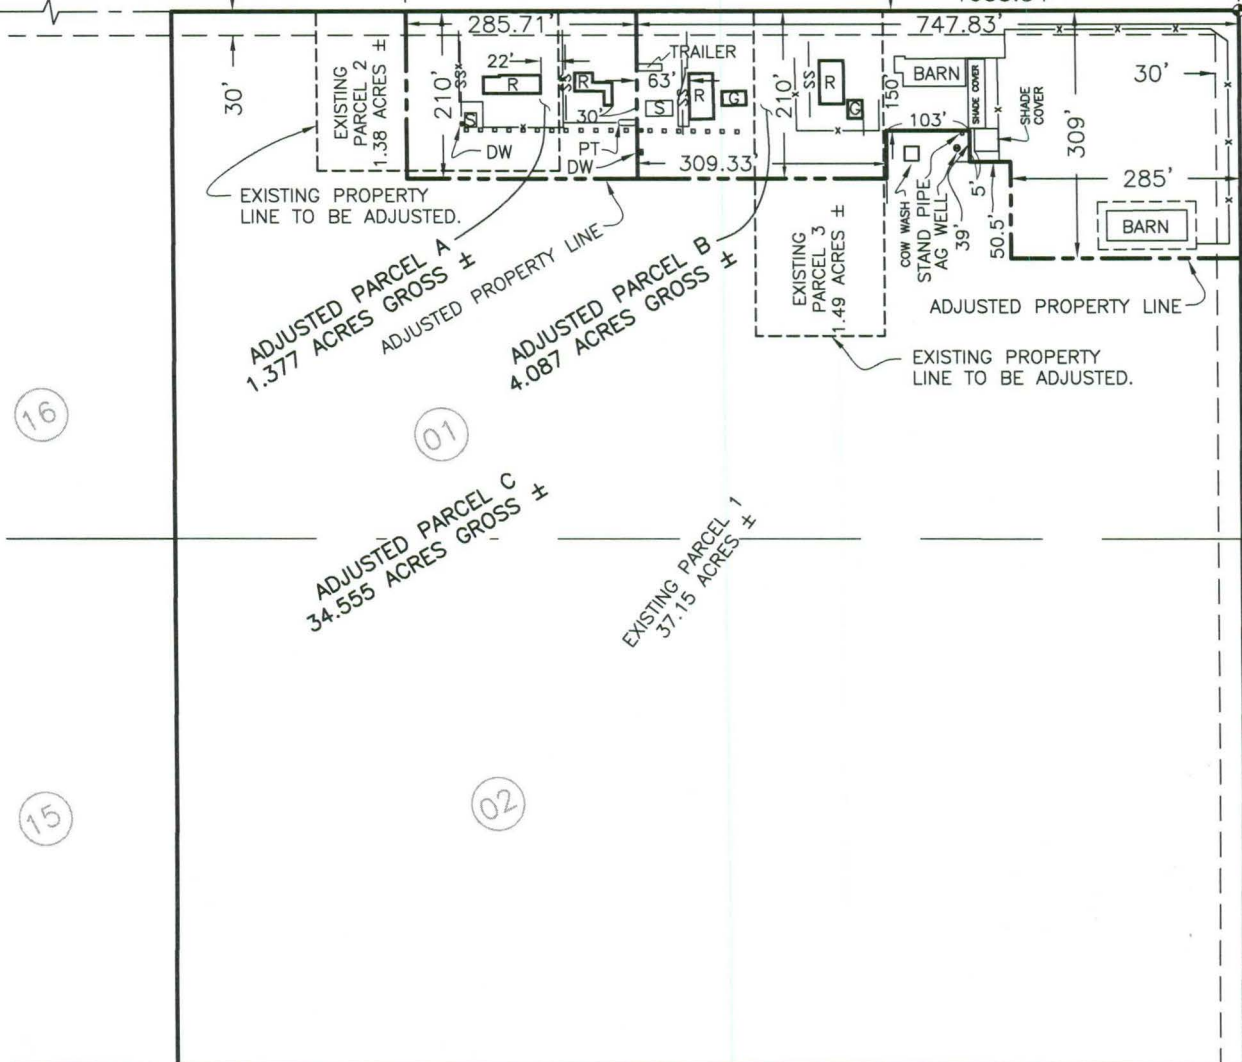 285.71'
747.83'
22'
TRAILER
63'
BARN
30'
30'
EXISTING
PARCEL 2
1.38 ACRES ±
210'
SS
R
SS
R
30'
S
SS
R
G
210'
SS
R
G
150'
SHADE COVER
SHADE
COVER
309'
S
DW
PT
DW
309.33'
103'
285'
EXISTING PROPERTY
LINE TO BE ADJUSTED.
COW WASH
STAND PIPE
AG WELL
39'
5'
50.5'
BARN
ADJUSTED PARCEL A
1.377 ACRES GROSS ±
ADJUSTED PROPERTY LINE
ADJUSTED PARCEL B
4.087 ACRES GROSS ±
EXISTING
PARCEL 3
1.49 ACRES ±
ADJUSTED PROPERTY LINE
EXISTING PROPERTY
LINE TO BE ADJUSTED.
16
01
ADJUSTED PARCEL C
34.555 ACRES GROSS ±
EXISTING PARCEL 1
37.15 ACRES ±
15
02